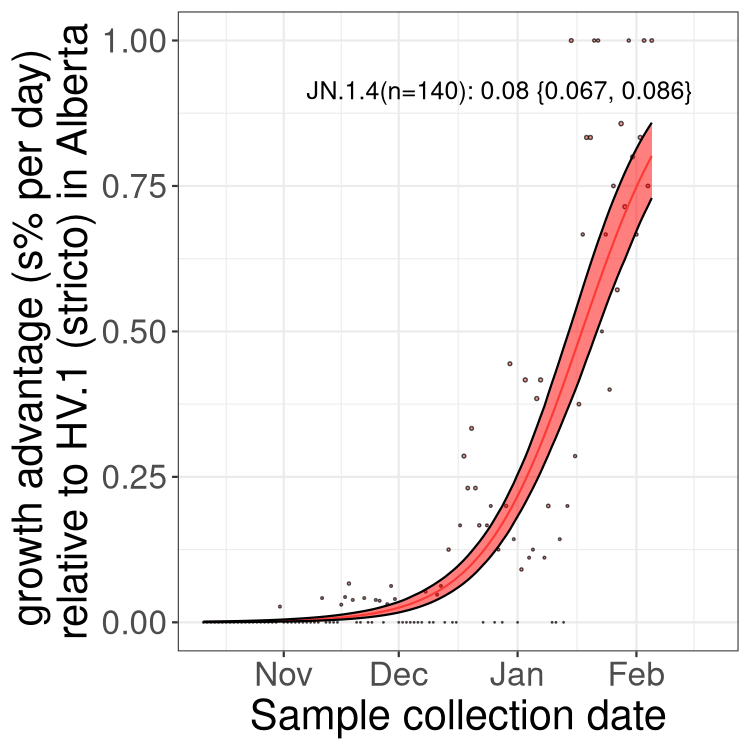 growth advantage (s% per day)
relative to HV.1 (stricto) in Alberta
1.00
0.75
0.50
0.25
0.00
JN.1.4(n=140): 0.08 {0.067, 0.086}
Nov Dec Jan Feb
Sample collection date